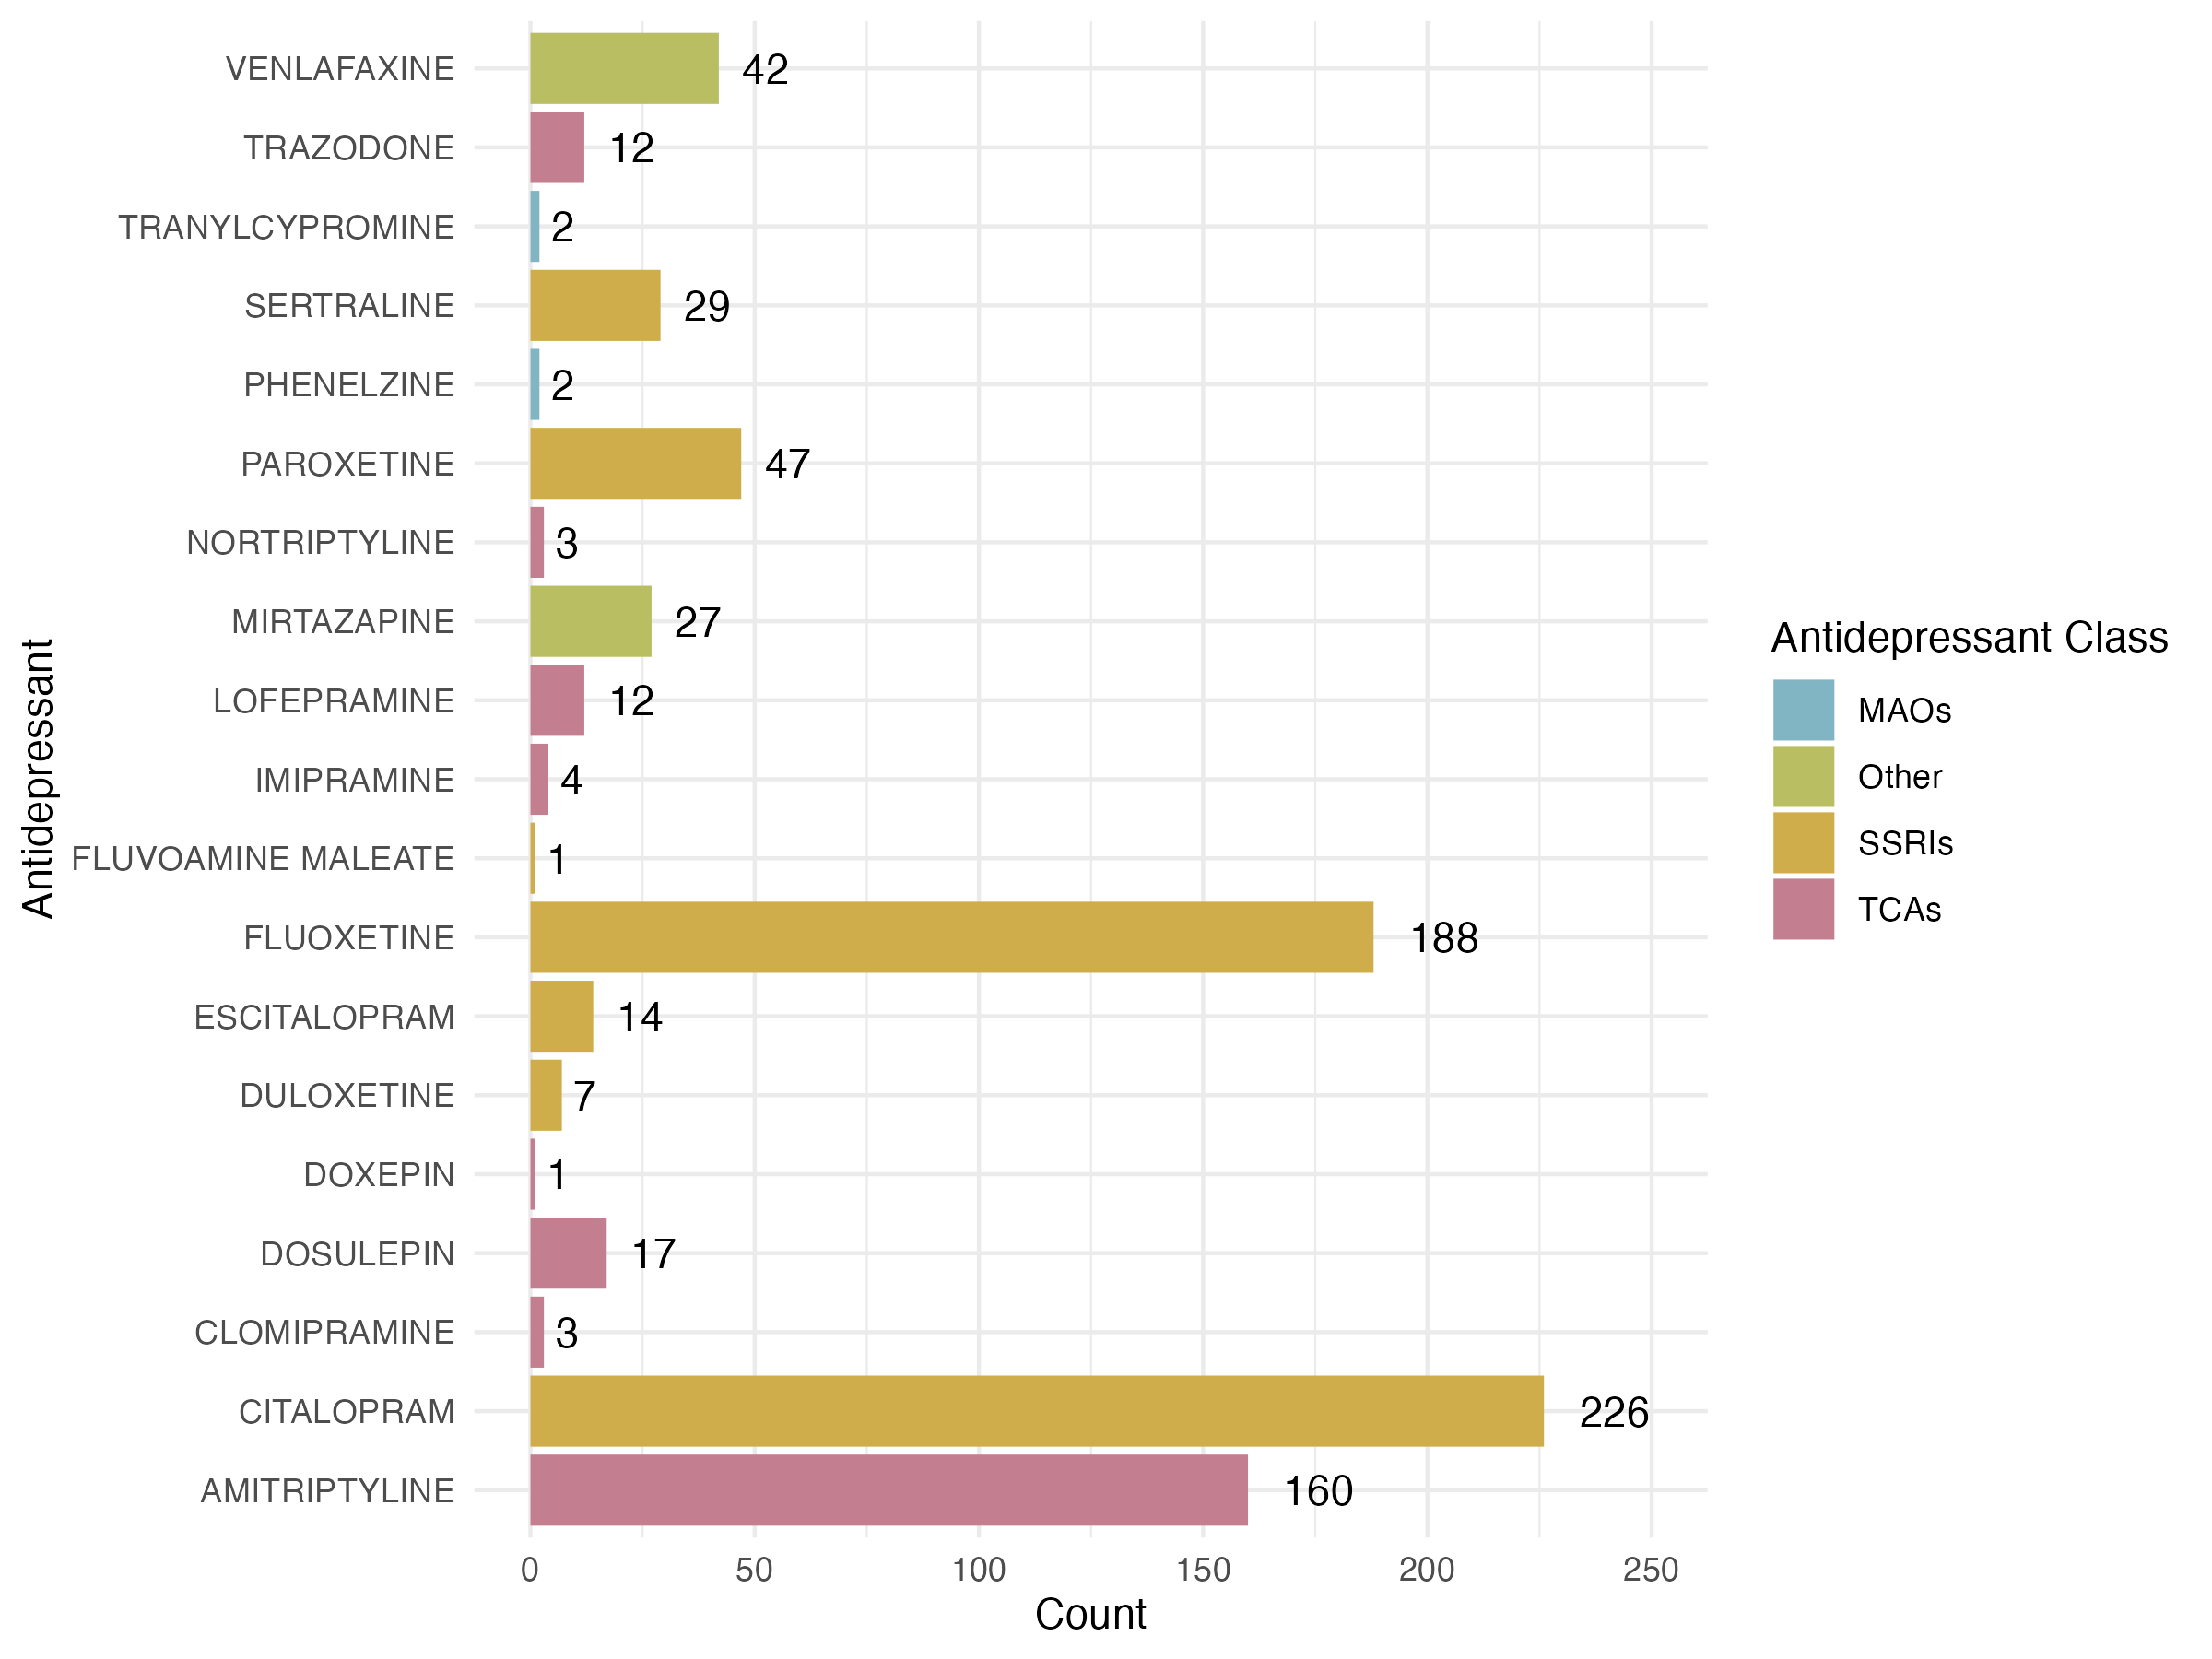 VENLAFAXINE 42
TRAZODONE 12
TRANYLCYPROMINE 2
SERTRALINE 29
PHENELZINE 2
PAROXETINE 47
NORTRIPTYLINE 3
MIRTAZAPINE 27
LOFEPRAMINE 12
IMIPRAMINE 4
FLUVOAMINE MALEATE 1
FLUOXETINE 188
ESCITALOPRAM 14
DULOXETINE 7
DOXEPIN 1
DOSULEPIN 17
CLOMIPRAMINE 3
CITALOPRAM 226
AMITRIPTYLINE 160
0 50 100 150 200 250
Count
Antidepressant
Antidepressant Class
MAOs
Other
SSRIs
TCAs